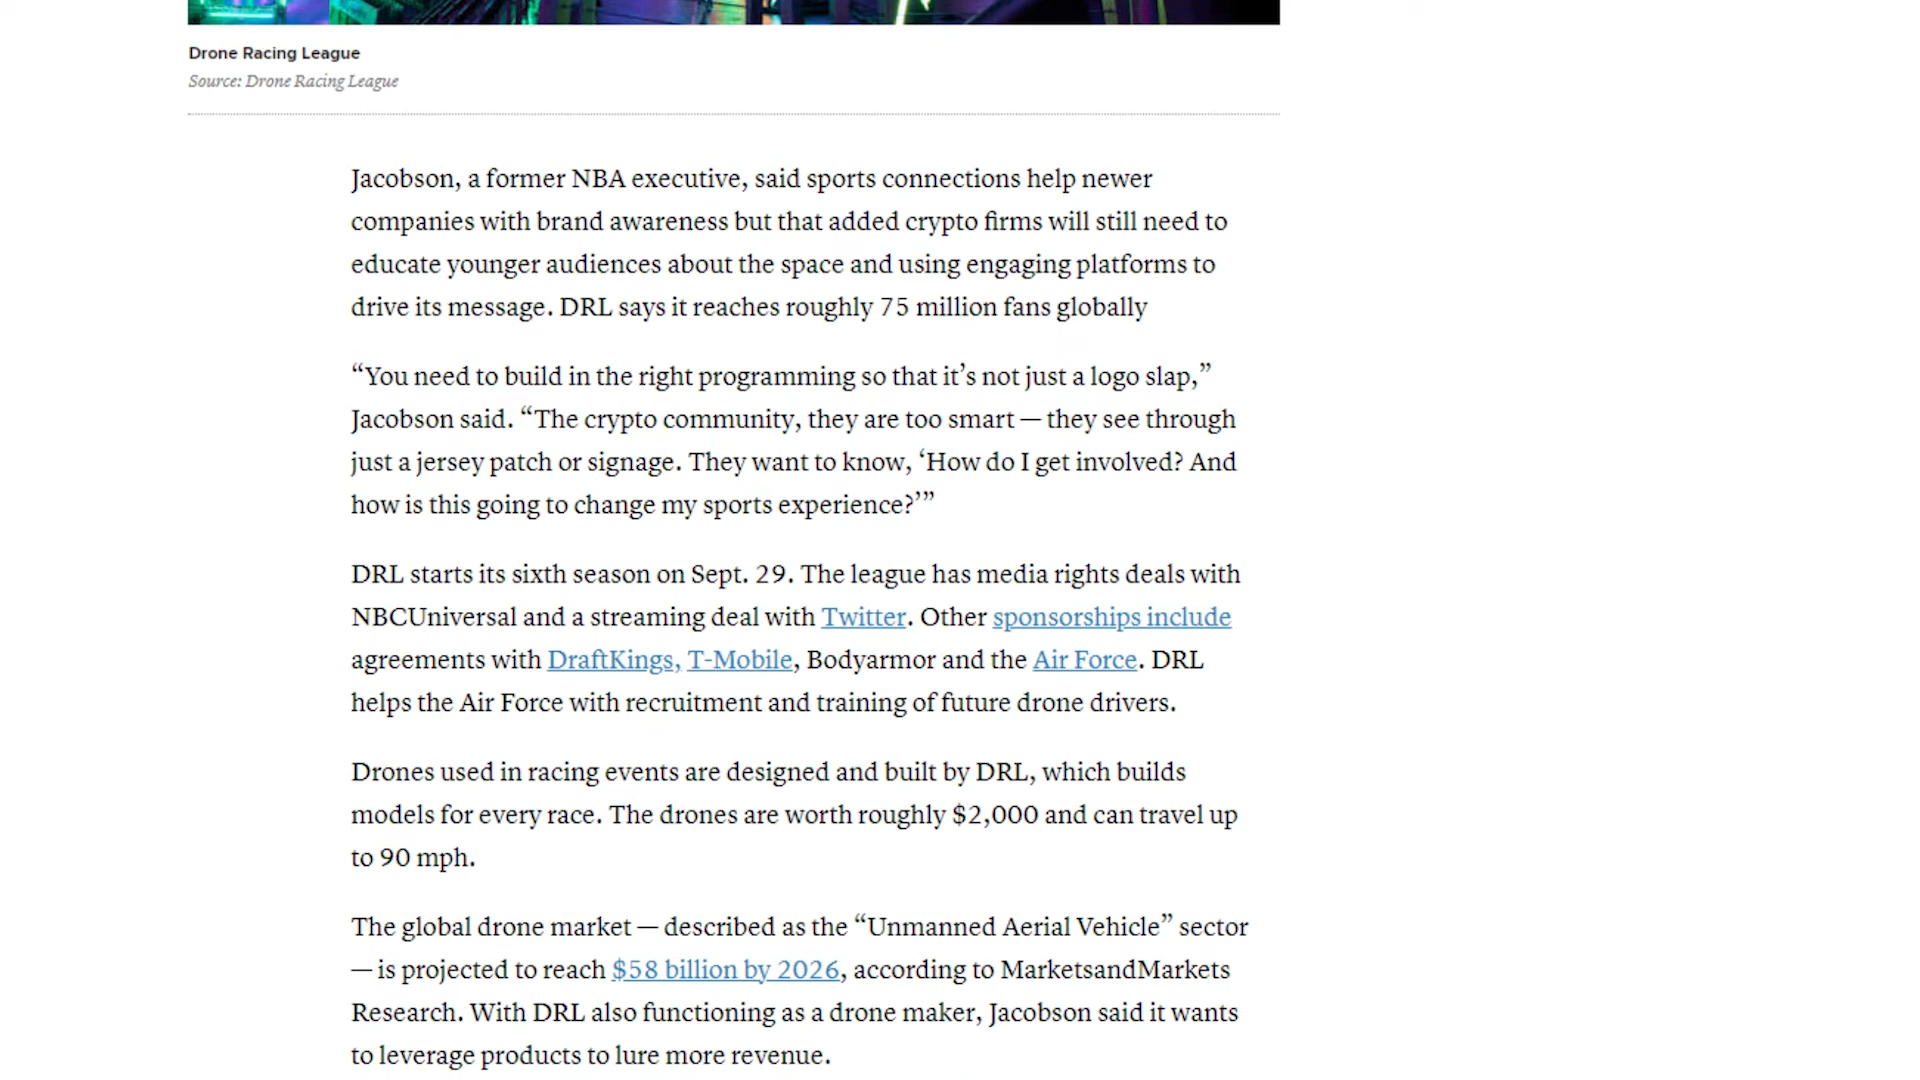 Drone Racing League
Source: Drone Racing League
Jacobson, a former NBA executive, said sports connections help newer
companies with brand awareness but that added crypto firms will still need to
educate younger audiences about the space and using engaging platforms to
drive its message. DRL says it reaches roughly 75 million fans globally
“You need to build in the right programming so that it’s not just a logo slap,”
Jacobson said. “The crypto community, they are too smart — they see through
just a jersey patch or signage. They want to know, ‘How do I get involved? And
how is this going to change my sports experience?’”
DRL starts its sixth season on Sept. 29. The league has media rights deals with
NBCUniversal and a streaming deal with Twitter. Other sponsorships include
agreements with DraftKings, T-Mobile, Bodyarmor and the Air Force. DRL
helps the Air Force with recruitment and training of future drone drivers.
Drones used in racing events are designed and built by DRL, which builds
models for every race. The drones are worth roughly $2,000 and can travel up
to 90 mph.
The global drone market — described as the “Unmanned Aerial Vehicle” sector
— is projected to reach $58 billion by 2026, according to MarketsandMarkets
Research. With DRL also functioning as a drone maker, Jacobson said it wants
to leverage products to lure more revenue.